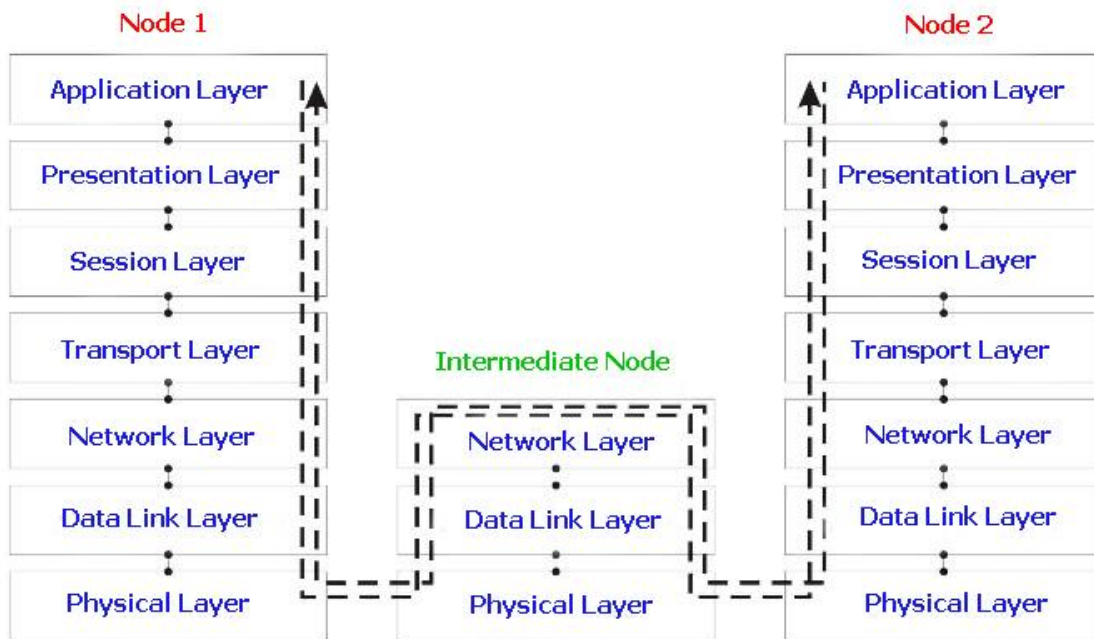 Node 1
Application Layer
Presentation Layer
Session Layer
Transport Layer
Network Layer
Data Link Layer
Physical Layer
Intermediate Node
Network Layer
Data Link Layer
Physical Layer
Node 2
Application Layer
Presentation Layer
Session Layer
Transport Layer
Network Layer
Data Link Layer
Physical Layer